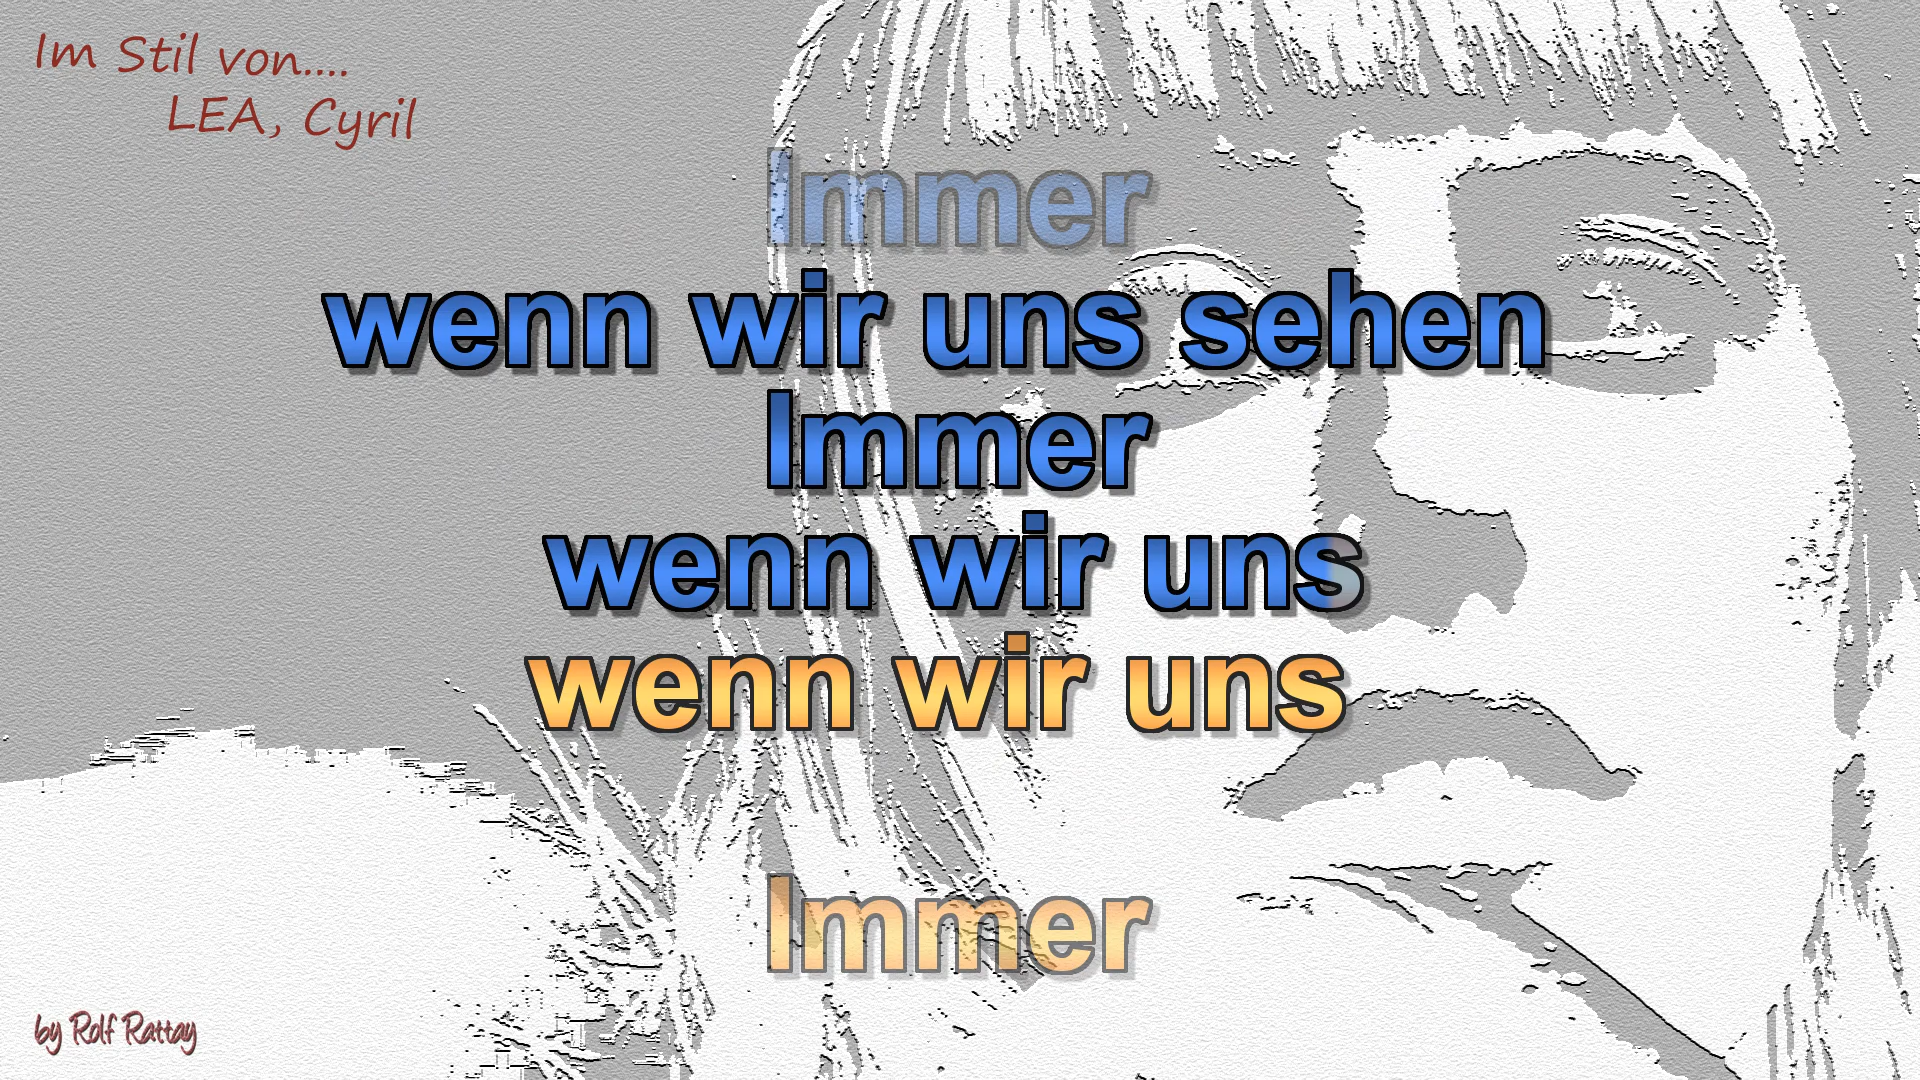 Im Stil von....
LEA, Cyril
Immer
wenn wir uns sehen
Immer
wenn wir uns
wenn wir uns
Immer
by Rolf Rattay